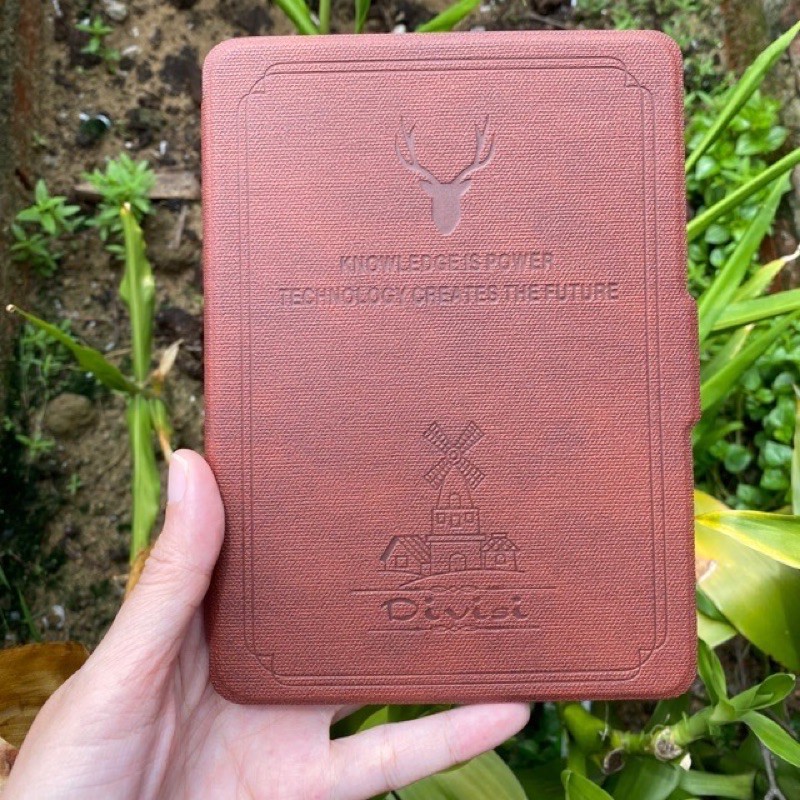 KNOWLEDGE IS POWER
TECHNOLOGY CREATES THE FUTURE
Divisi